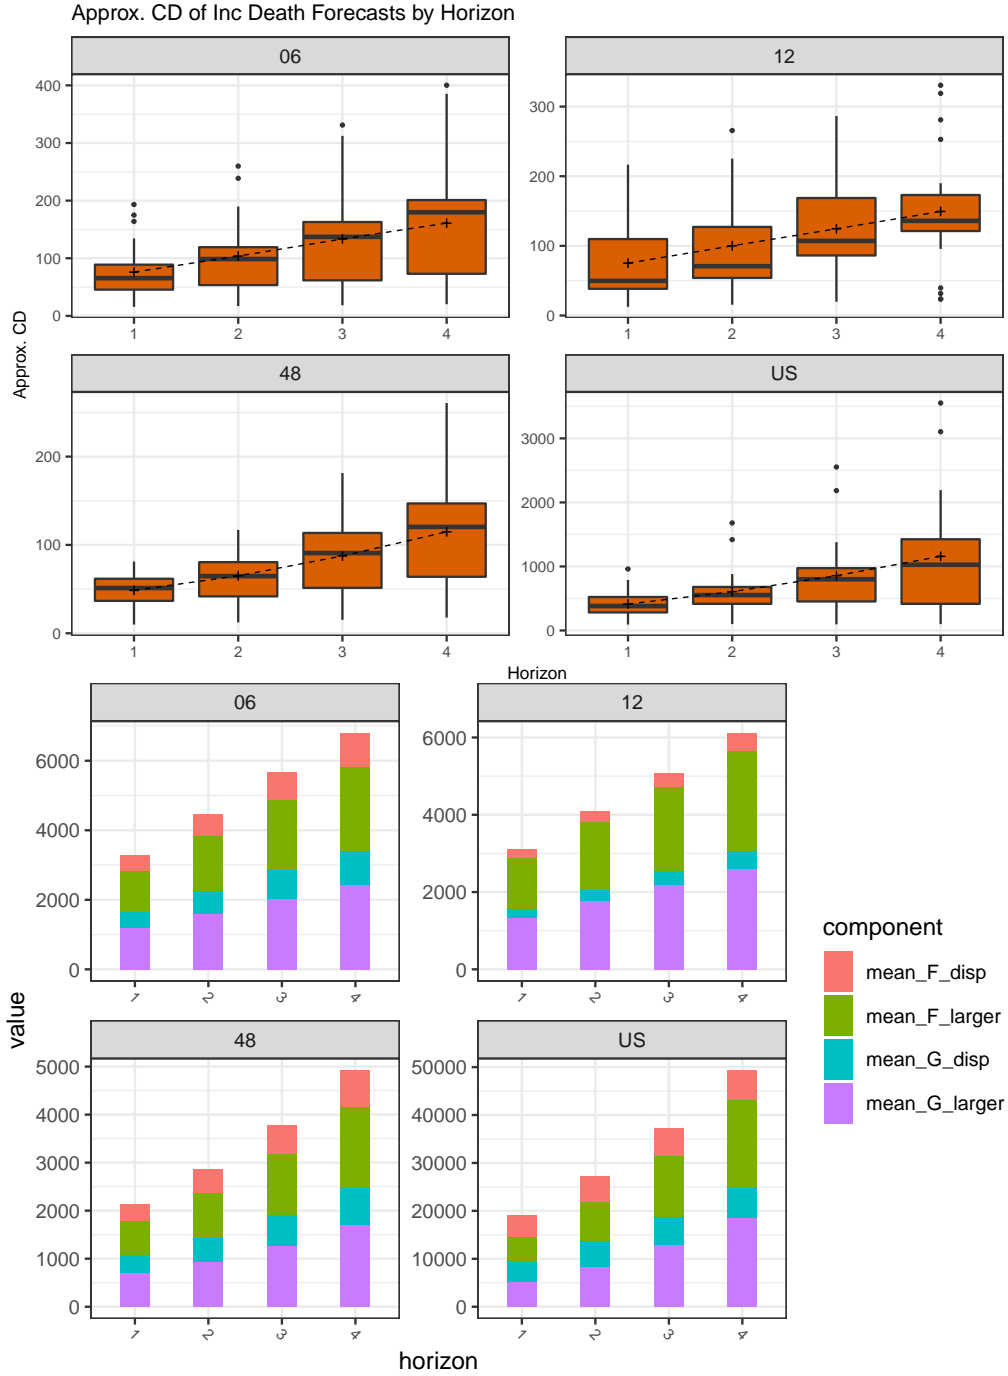 Approx. CD of Inc Death Forecasts by Horizon
06
12
400
300
200
100
0
1 2 3 4
300
200
100
0
1 2 3 4
Approx. CD
48
US
200
100
0
1 2 3 4
3000
2000
1000
0
1 2 3 4
Horizon
06
12
6000
4000
2000
0
1 2 3 4
6000
4000
2000
0
1 2 3 4
value
48
US
5000
4000
3000
2000
1000
0
1 2 3 4
50000
40000
30000
20000
10000
0
1 2 3 4
horizon
component
mean_F_disp
mean_F_larger
mean_G_disp
mean_G_larger